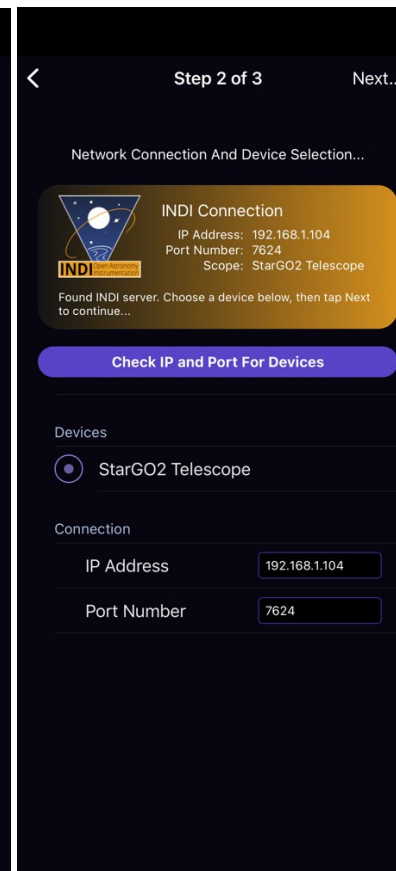 Step 2 of 3
Next..
Network Connection And Device Selection...
INDI Connection
IP Address: 192.168.1.104
Port Number: 7624
Scope: StarGO2 Telescope
INDI Open Astronomy
Instrumentation
Found INDI server. Choose a device below, then tap Next
to continue...
Check IP and Port For Devices
Devices
StarGO2 Telescope
Connection
IP Address 192.168.1.104
Port Number 7624